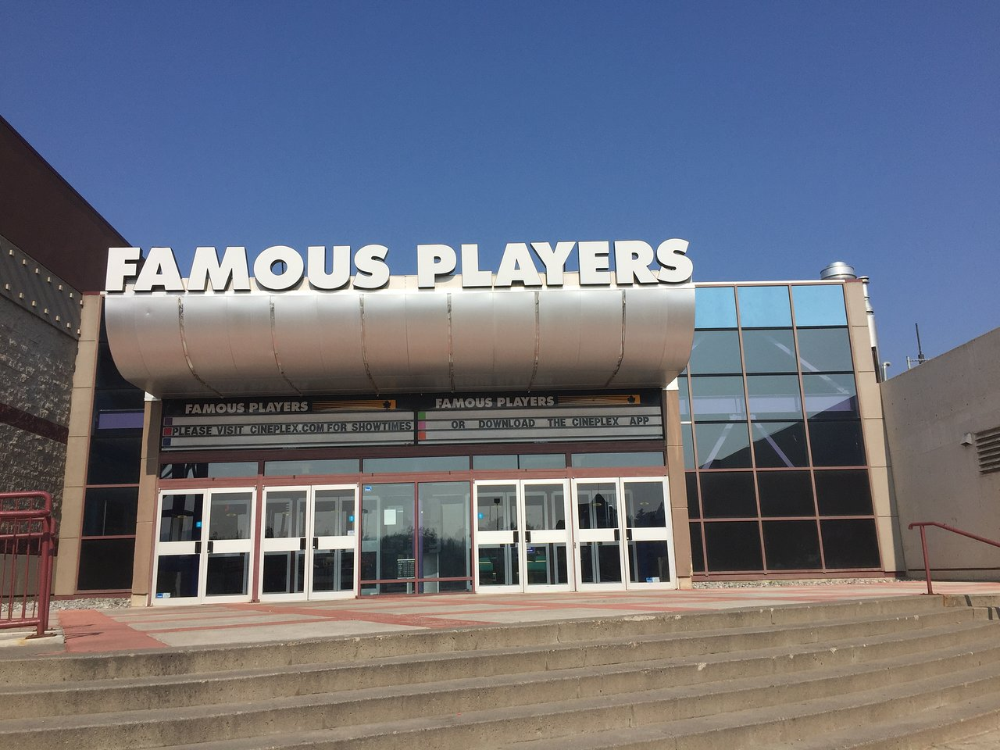 FAMOUS PLAYERS
FAMOUS PLAYERS
PLEASE VISIT CINEPLEX.COM FOR SHOWTIMES
FAMOUS PLAYERS
OR DOWNLOAD THE CINEPLEX APP